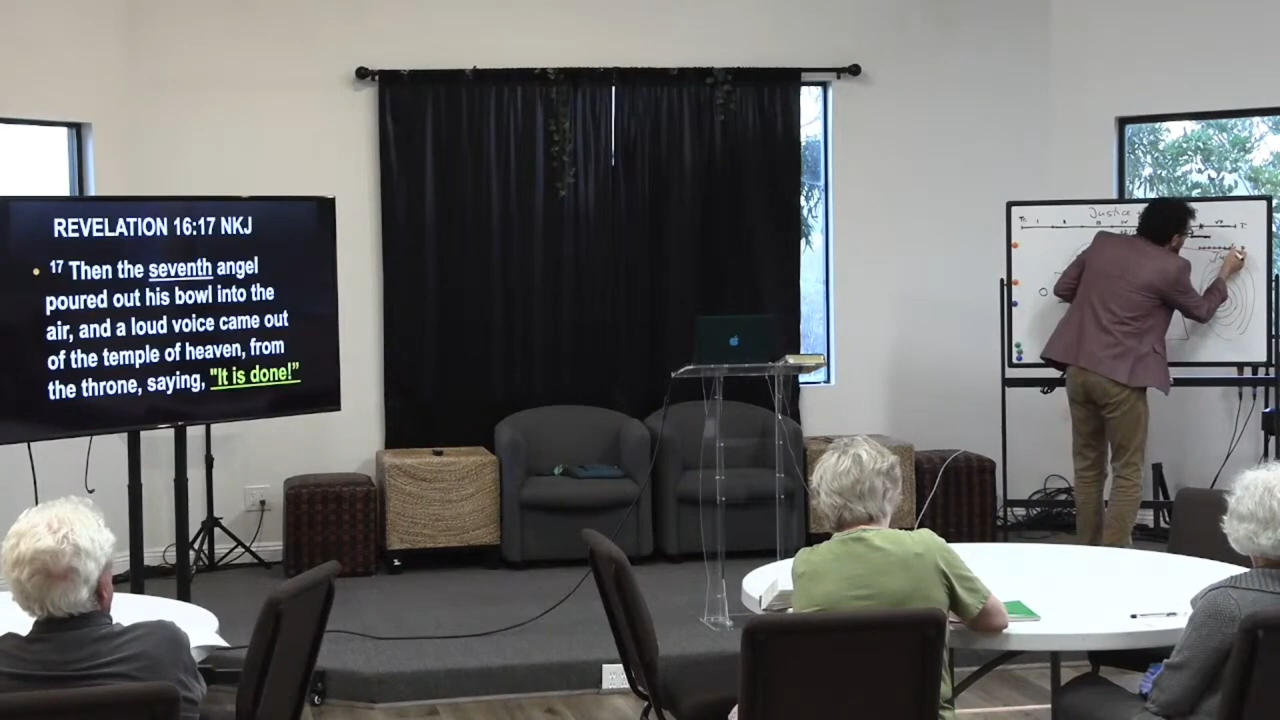 REVELATION 16:17 NKJ
• 17 Then the seventh angel
poured out his bowl into the
air, and a loud voice came out
of the temple of heaven, from
the throne, saying, "It is done!”
Justice